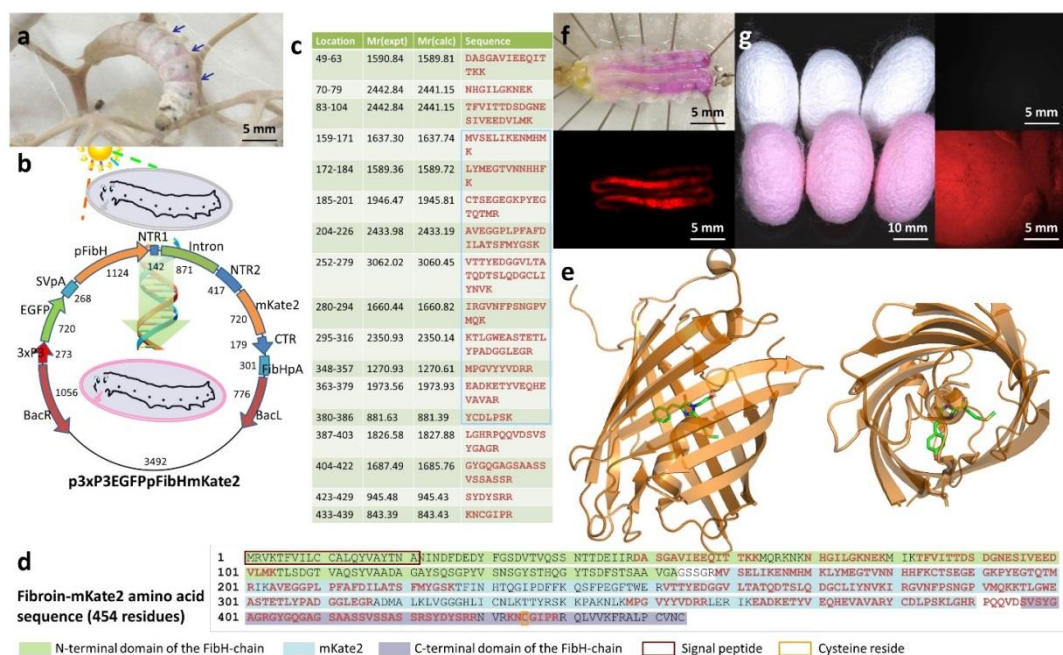 a
5 mm
b
NTR1
pFibH
Intron
142
871
1124
NTR2
SVpA
417
268
EGFP
mKate2
720
720
CTR
179
3xP3
273
301
FibHpA
1056
776
BacR
BacL
3492
p3xP3EGFPpFibHmKate2
c
Location Mr(expt) Mr(calc) Sequence
49-63 1590.84 1589.81 DASGAVIEEQIT
TKK
70-79 2442.84 2441.15 NHGILGKNEK
83-104 2442.84 2441.15 TFVITTDSDGNE
SIVEEDVLMK
159-171 1637.30 1637.74 MVSELIKENMHM
K
172-184 1589.36 1589.72 LYMEGTVNNHHF
K
185-201 1946.47 1945.81 CTSEGEGKPYEG
TQTMR
204-226 2433.98 2433.19 AVEGGPLPFAFD
ILATSFMYGSK
252-279 3062.02 3060.45 VTTYEDGGVLTA
TQDTSLQDGCLI
YNVK
280-294 1660.44 1660.82 IRGVNFPSNGPV
MQK
295-316 2350.93 2350.14 KTLGWEASTETL
YPADGGLEGR
348-357 1270.93 1270.61 MPGVYYVDRR
363-379 1973.56 1973.93 EADKETYVEQHE
VAVAR
380-386 881.63 881.39 YCDLPSK
387-403 1826.58 1827.88 LGHRPQQVDSVS
YGAGR
404-422 1687.49 1685.76 GYGQGAGSAASS
VSSASSR
423-429 945.48 945.43 SYDYSRR
433-439 843.39 843.43 KNCGIPR
f
5 mm
5 mm
g
5 mm
10 mm
5 mm
e
d
Fibroin-mKate2 amino acid
sequence (454 residues)
1 MRVKTFVILC CALQYVAYTN ANINDFDEDY FGSDVTVQSS NTTDEIIRDA SGAVIEEQIT TKKMQRKNKN HGILGKNEKM IKTFVITTDS DGNESIVEED
101 VLMKTLSDGT VAQSYVAADA GAYSQSGPYV SNSGYSTHQG YTSDFSTSAA VGAGSSGRMV SELIKENMHM KLYMEGTVNN HHFKCTSEGE GKPYEGTQTM
201 RIKAVEGGPL PFAFDILATS FMYGSKTFIN HTQGIPDFFK QSFPEGFTWE RVTTYEDGGV LTATQDTSLQ DGCLIYNVKI RGVNFPSNGP VMQKKTLGWE
301 ASTETLYPAD GGLEGRADMA LKLVGGGHLI CNLKTTYRSK KPAKNLKMPG VYYVDRRLER IKEADKETYV EQHEVAVARY CDLPSKLGHR PQQVDSVSYG
401 AGRGYGQGAG SAASSVSSAS SRSYDYSRRN VRKNCGIPRR QLVVKFRALP CVNC
N-terminal domain of the FibH-chain mKate2 C-terminal domain of the FibH-chain Signal peptide Cysteine reside